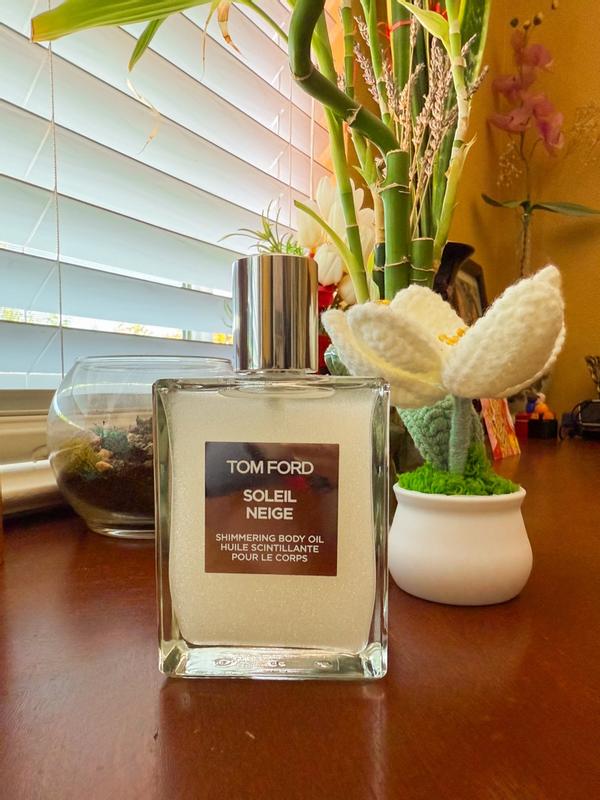 TOM FORD
SOLEIL
NEIGE
SHIMMERING BODY OIL
HUILE SCINTILLANTE
POUR LE CORPS